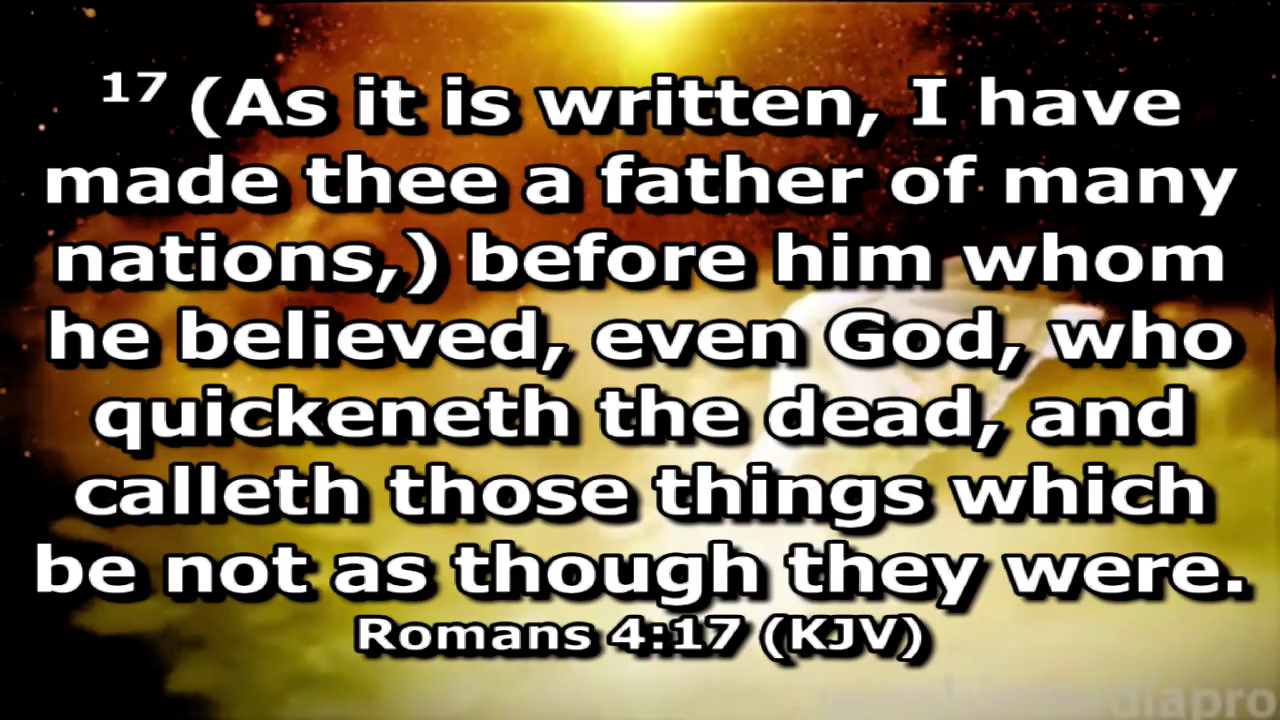 17 (As it is written, I have
made thee a father of many
nations,) before him whom
he believed, even God, who
quickeneth the dead, and
calleth those things which
be not as though they were.
Romans 4:17 (KJV)